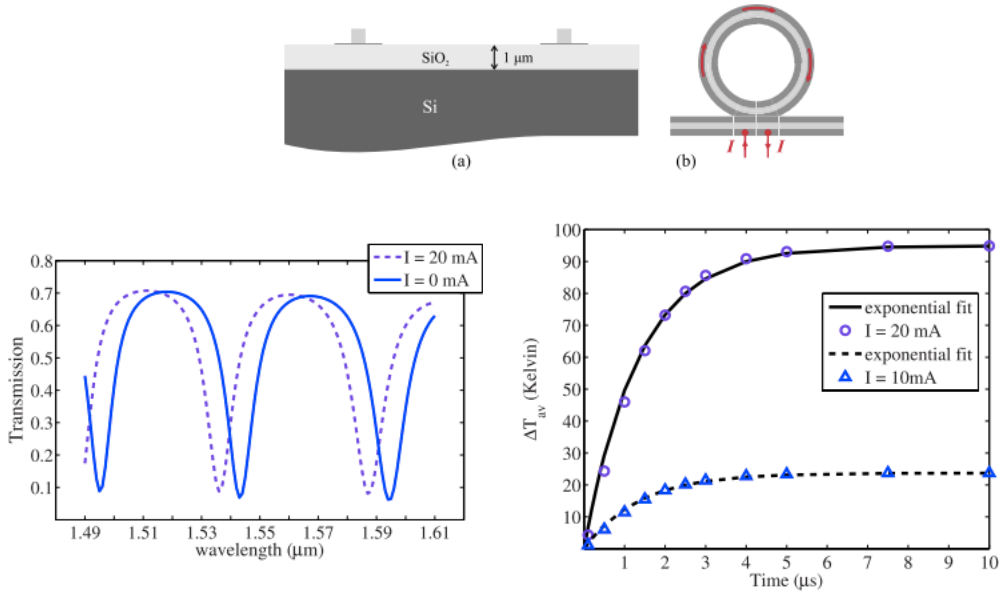 SiO₂
1 μm
Si
(a)
I
I
(b)
I = 20 mA
I = 0 mA
0.8
0.7
0.6
0.5
0.4
0.3
0.2
0.1
Transmission
1.49
1.51
1.53
1.55
1.57
1.59
1.61
wavelength (μm)
100
90
80
70
60
50
40
30
20
10
ΔT_av (Kelvin)
exponential fit
I = 20 mA
exponential fit
I = 10mA
1
2
3
4
5
6
7
8
9
10
Time (μs)